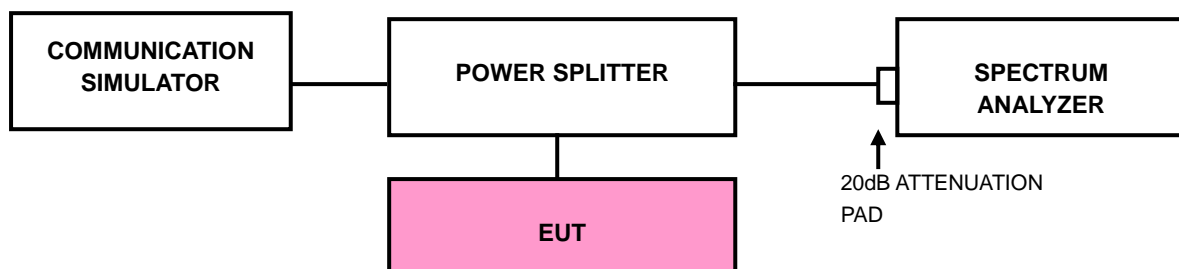 COMMUNICATION
SIMULATOR
POWER SPLITTER
SPECTRUM
ANALYZER
20dB ATTENUATION
PAD
EUT